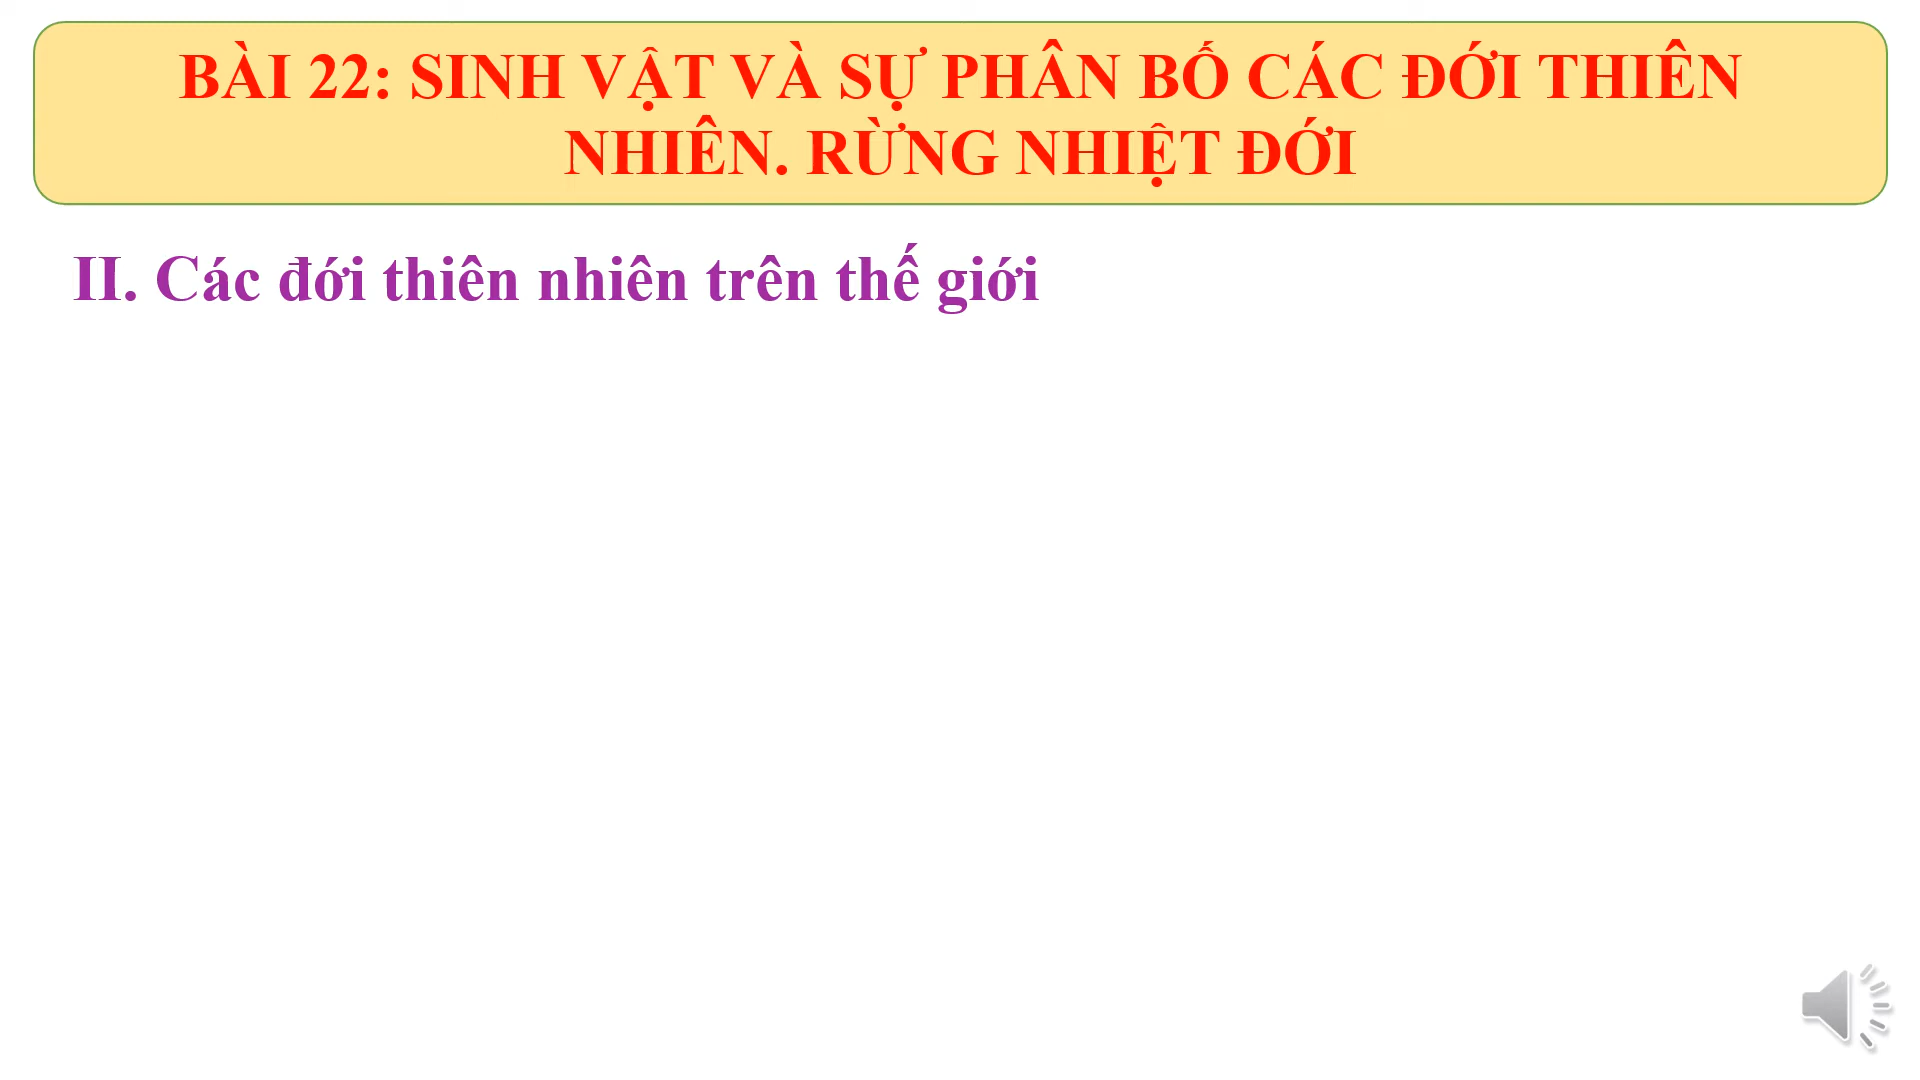 BÀI 22: SINH VẬT VÀ SỰ PHÂN BỐ CÁC ĐỚI THIÊN
NHIÊN. RỪNG NHIỆT ĐỚI
II. Các đới thiên nhiên trên thế giới